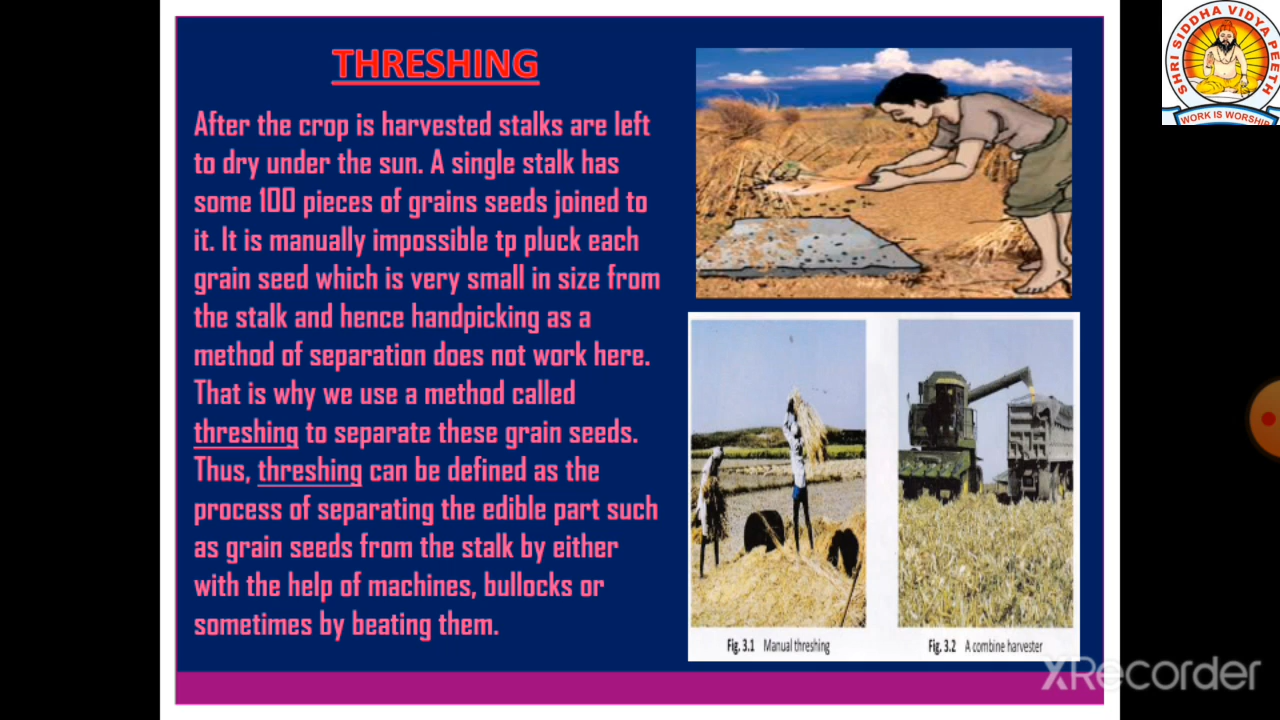 THRESHING
After the crop is harvested stalks are left
to dry under the sun. A single stalk has
some 100 pieces of grains seeds joined to
it. It is manually impossible tp pluck each
grain seed which is very small in size from
the stalk and hence handpicking as a
method of separation does not work here.
That is why we use a method called
threshing to separate these grain seeds.
Thus, threshing can be defined as the
process of separating the edible part such
as grain seeds from the stalk by either
with the help of machines, bullocks or
sometimes by beating them.
Fig. 3.1 Manual threshing
Fig. 3.2 A combine harvester
SHRI SIDDHA VIDYA PEETH
WORK IS WORSHIP
XRecorder